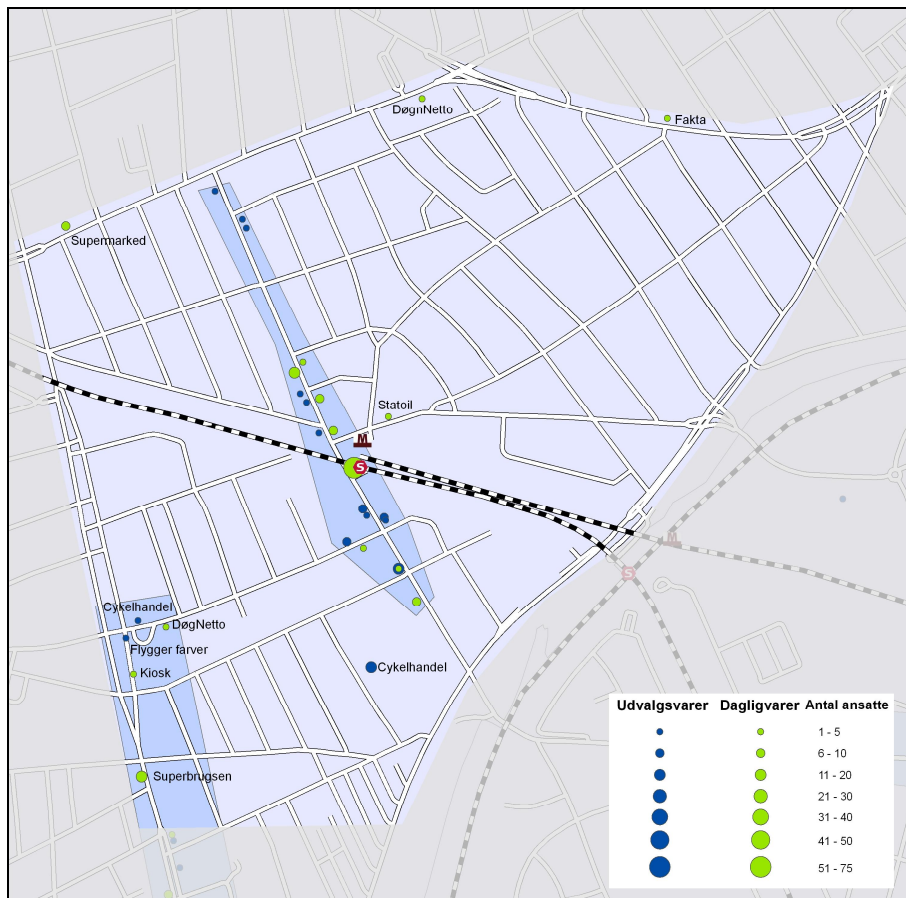 DøgnNetto
Fakta
Supermarked
Statoil
M
S
M
S
Cykelhandel
DøgNetto
Flygger farver
Kiosk
Cykelhandel
Superbrugsen
Udvalgsvarer Dagligvarer Antal ansatte
1 - 5
6 - 10
11 - 20
21 - 30
31 - 40
41 - 50
51 - 75